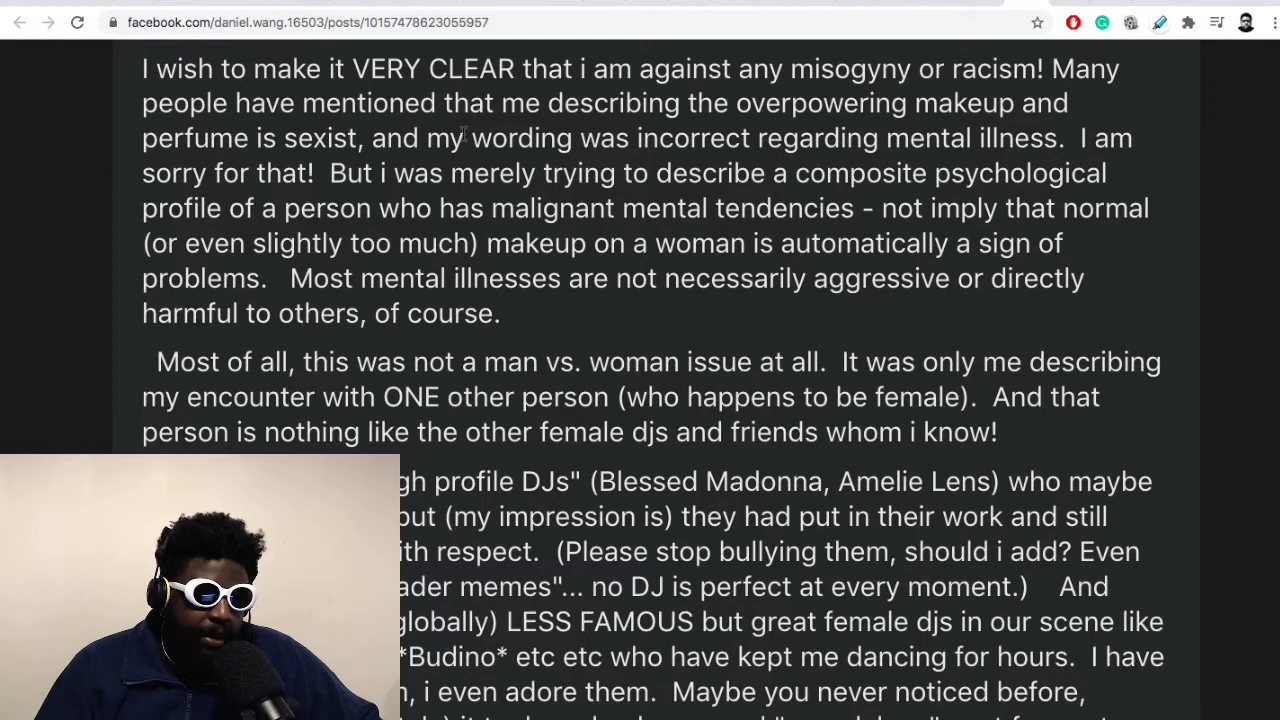 facebook.com/daniel.wang.16503/posts/10157478623055957
I wish to make it VERY CLEAR that i am against any misogyny or racism! Many
people have mentioned that me describing the overpowering makeup and
perfume is sexist, and my wording was incorrect regarding mental illness.  I am
sorry for that!  But i was merely trying to describe a composite psychological
profile of a person who has malignant mental tendencies - not imply that normal
(or even slightly too much) makeup on a woman is automatically a sign of
problems.   Most mental illnesses are not necessarily aggressive or directly
harmful to others, of course.
Most of all, this was not a man vs. woman issue at all.  It was only me describing
my encounter with ONE other person (who happens to be female).  And that
person is nothing like the other female djs and friends whom i know!
gh profile DJs" (Blessed Madonna, Amelie Lens) who maybe
out (my impression is) they had put in their work and still
ith respect.  (Please stop bullying them, should i add? Even
ader memes"... no DJ is perfect at every moment.)    And
globally) LESS FAMOUS but great female djs in our scene like
*Budino* etc etc who have kept me dancing for hours.  I have
, i even adore them.  Maybe you never noticed before,